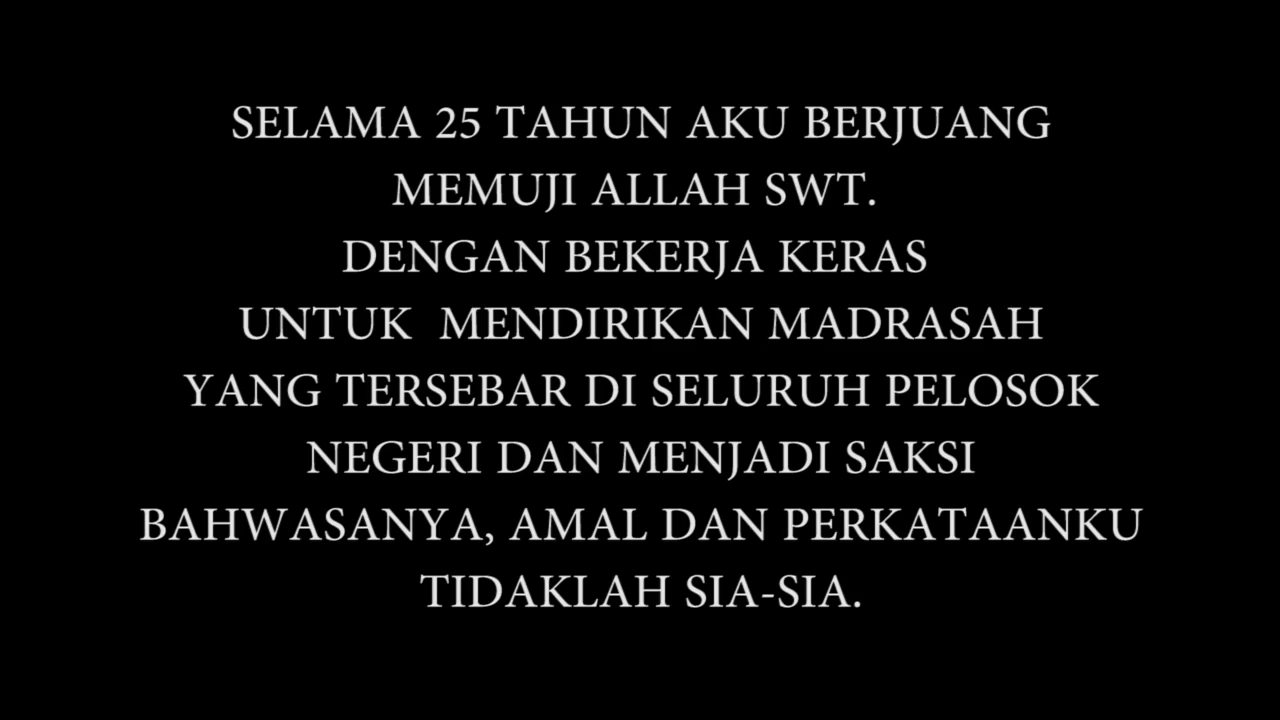 SELAMA 25 TAHUN AKU BERJUANG
MEMUJI ALLAH SWT.
DENGAN BEKERJA KERAS
UNTUK  MENDIRIKAN MADRASAH
YANG TERSEBAR DI SELURUH PELOSOK
NEGERI DAN MENJADI SAKSI
BAHWASANYA, AMAL DAN PERKATAANKU
TIDAKLAH SIA-SIA.